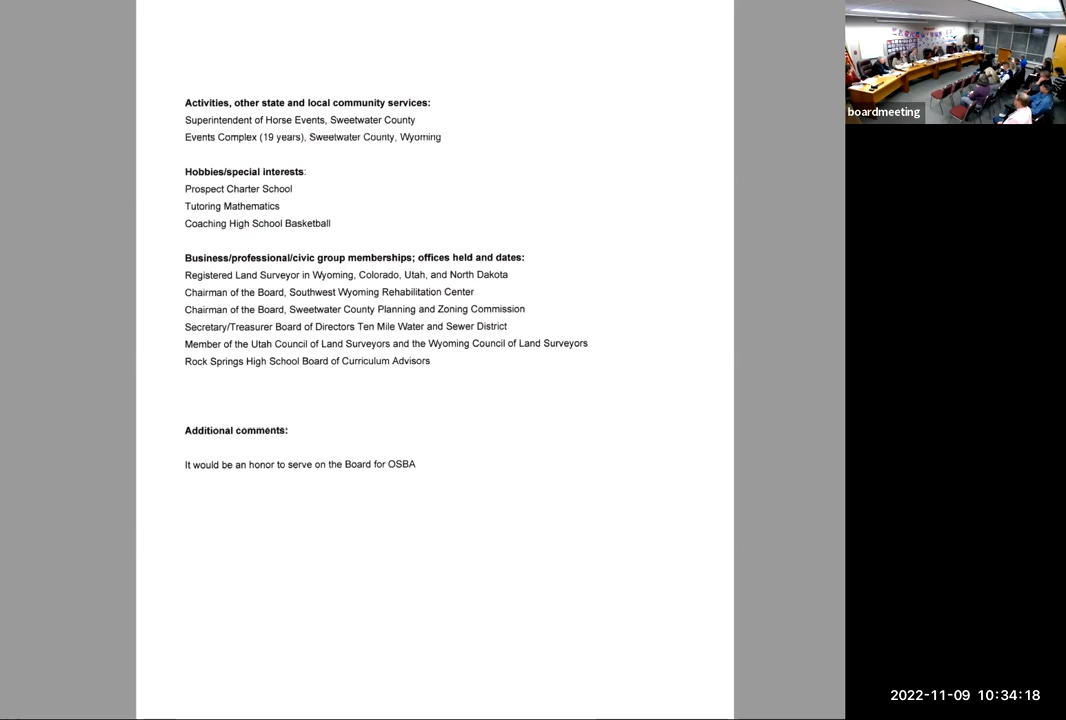 Activities, other state and local community services:
Superintendent of Horse Events, Sweetwater County
Events Complex (19 years), Sweetwater County, Wyoming
Hobbies/special interests:
Prospect Charter School
Tutoring Mathematics
Coaching High School Basketball
Business/professional/civic group memberships; offices held and dates:
Registered Land Surveyor in Wyoming, Colorado, Utah, and North Dakota
Chairman of the Board, Southwest Wyoming Rehabilitation Center
Chairman of the Board, Sweetwater County Planning and Zoning Commission
Secretary/Treasurer Board of Directors Ten Mile Water and Sewer District
Member of the Utah Council of Land Surveyors and the Wyoming Council of Land Surveyors
Rock Springs High School Board of Curriculum Advisors
Additional comments:
It would be an honor to serve on the Board for OSBA
boardmeeting
2022-11-09 10:34:18